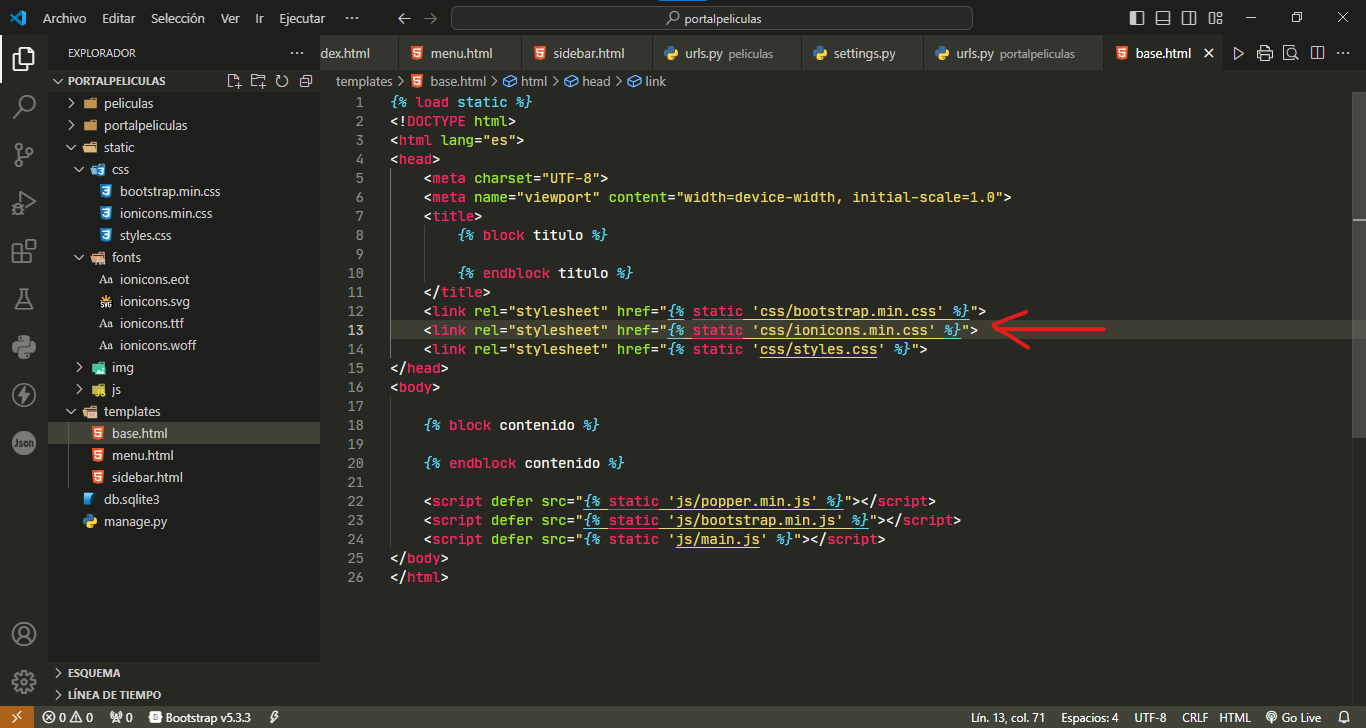 Archivo Editar Selección Ver Ir Ejecutar ··· portalpeliculas
EXPLORADOR ···
dex.html menu.html sidebar.html urls.py peliculas settings.py urls.py portalpeliculas base.html
PORTALPELICULAS
templates > base.html > html > head > link
peliculas
portalpeliculas
static
css
bootstrap.min.css
ionicons.min.css
styles.css
fonts
Aa ionicons.eot
ionicons.svg
Aa ionicons.ttf
Aa ionicons.woff
img
js
templates
base.html
menu.html
sidebar.html
db.sqlite3
manage.py
Json
ESQUEMA
LÍNEA DE TIEMPO
1 {% load static %}
2 <!DOCTYPE html>
3 <html lang="es">
4 <head>
5 <meta charset="UTF-8">
6 <meta name="viewport" content="width=device-width, initial-scale=1.0">
7 <title>
8 {% block titulo %}
9
10 {% endblock titulo %}
11 </title>
12 <link rel="stylesheet" href="{% static 'css/bootstrap.min.css' %}">
13 <link rel="stylesheet" href="{% static 'css/ionicons.min.css' %}">
14 <link rel="stylesheet" href="{% static 'css/styles.css' %}">
15 </head>
16 <body>
17
18 {% block contenido %}
19
20 {% endblock contenido %}
21
22 <script defer src="{% static 'js/popper.min.js' %}"></script>
23 <script defer src="{% static 'js/bootstrap.min.js' %}"></script>
24 <script defer src="{% static 'js/main.js' %}"></script>
25 </body>
26 </html>
0 0 0 Bootstrap v5.3.3 Lín. 13, col. 71 Espacios: 4 UTF-8 CRLF HTML Go Live